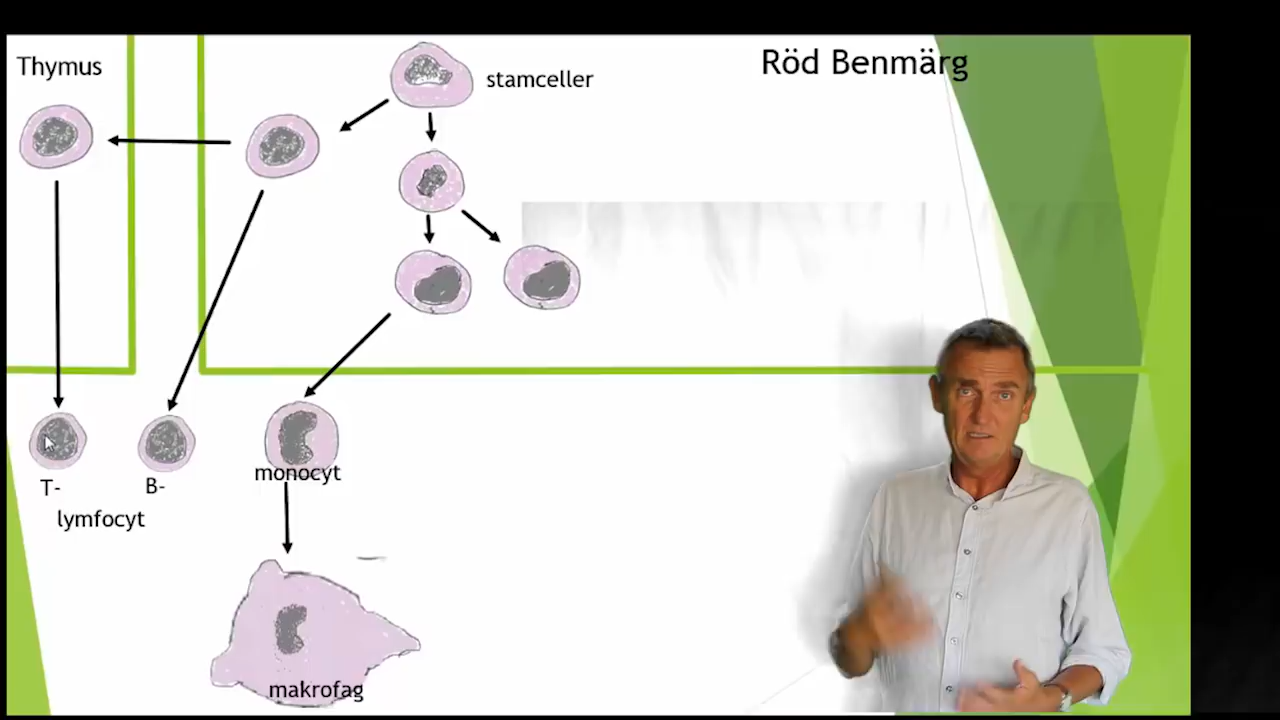 Röd Benmärg
Thymus
stamceller
monocyt
T-
B-
lymfocyt
makrofag